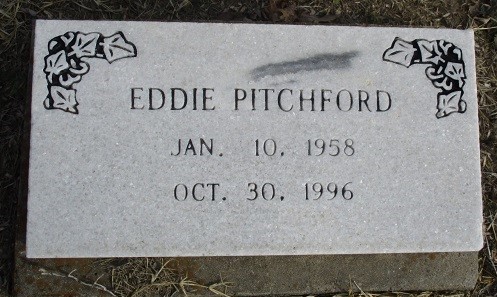 EDDIE PITCHFORD
JAN. 10, 1958
OCT. 30, 1996